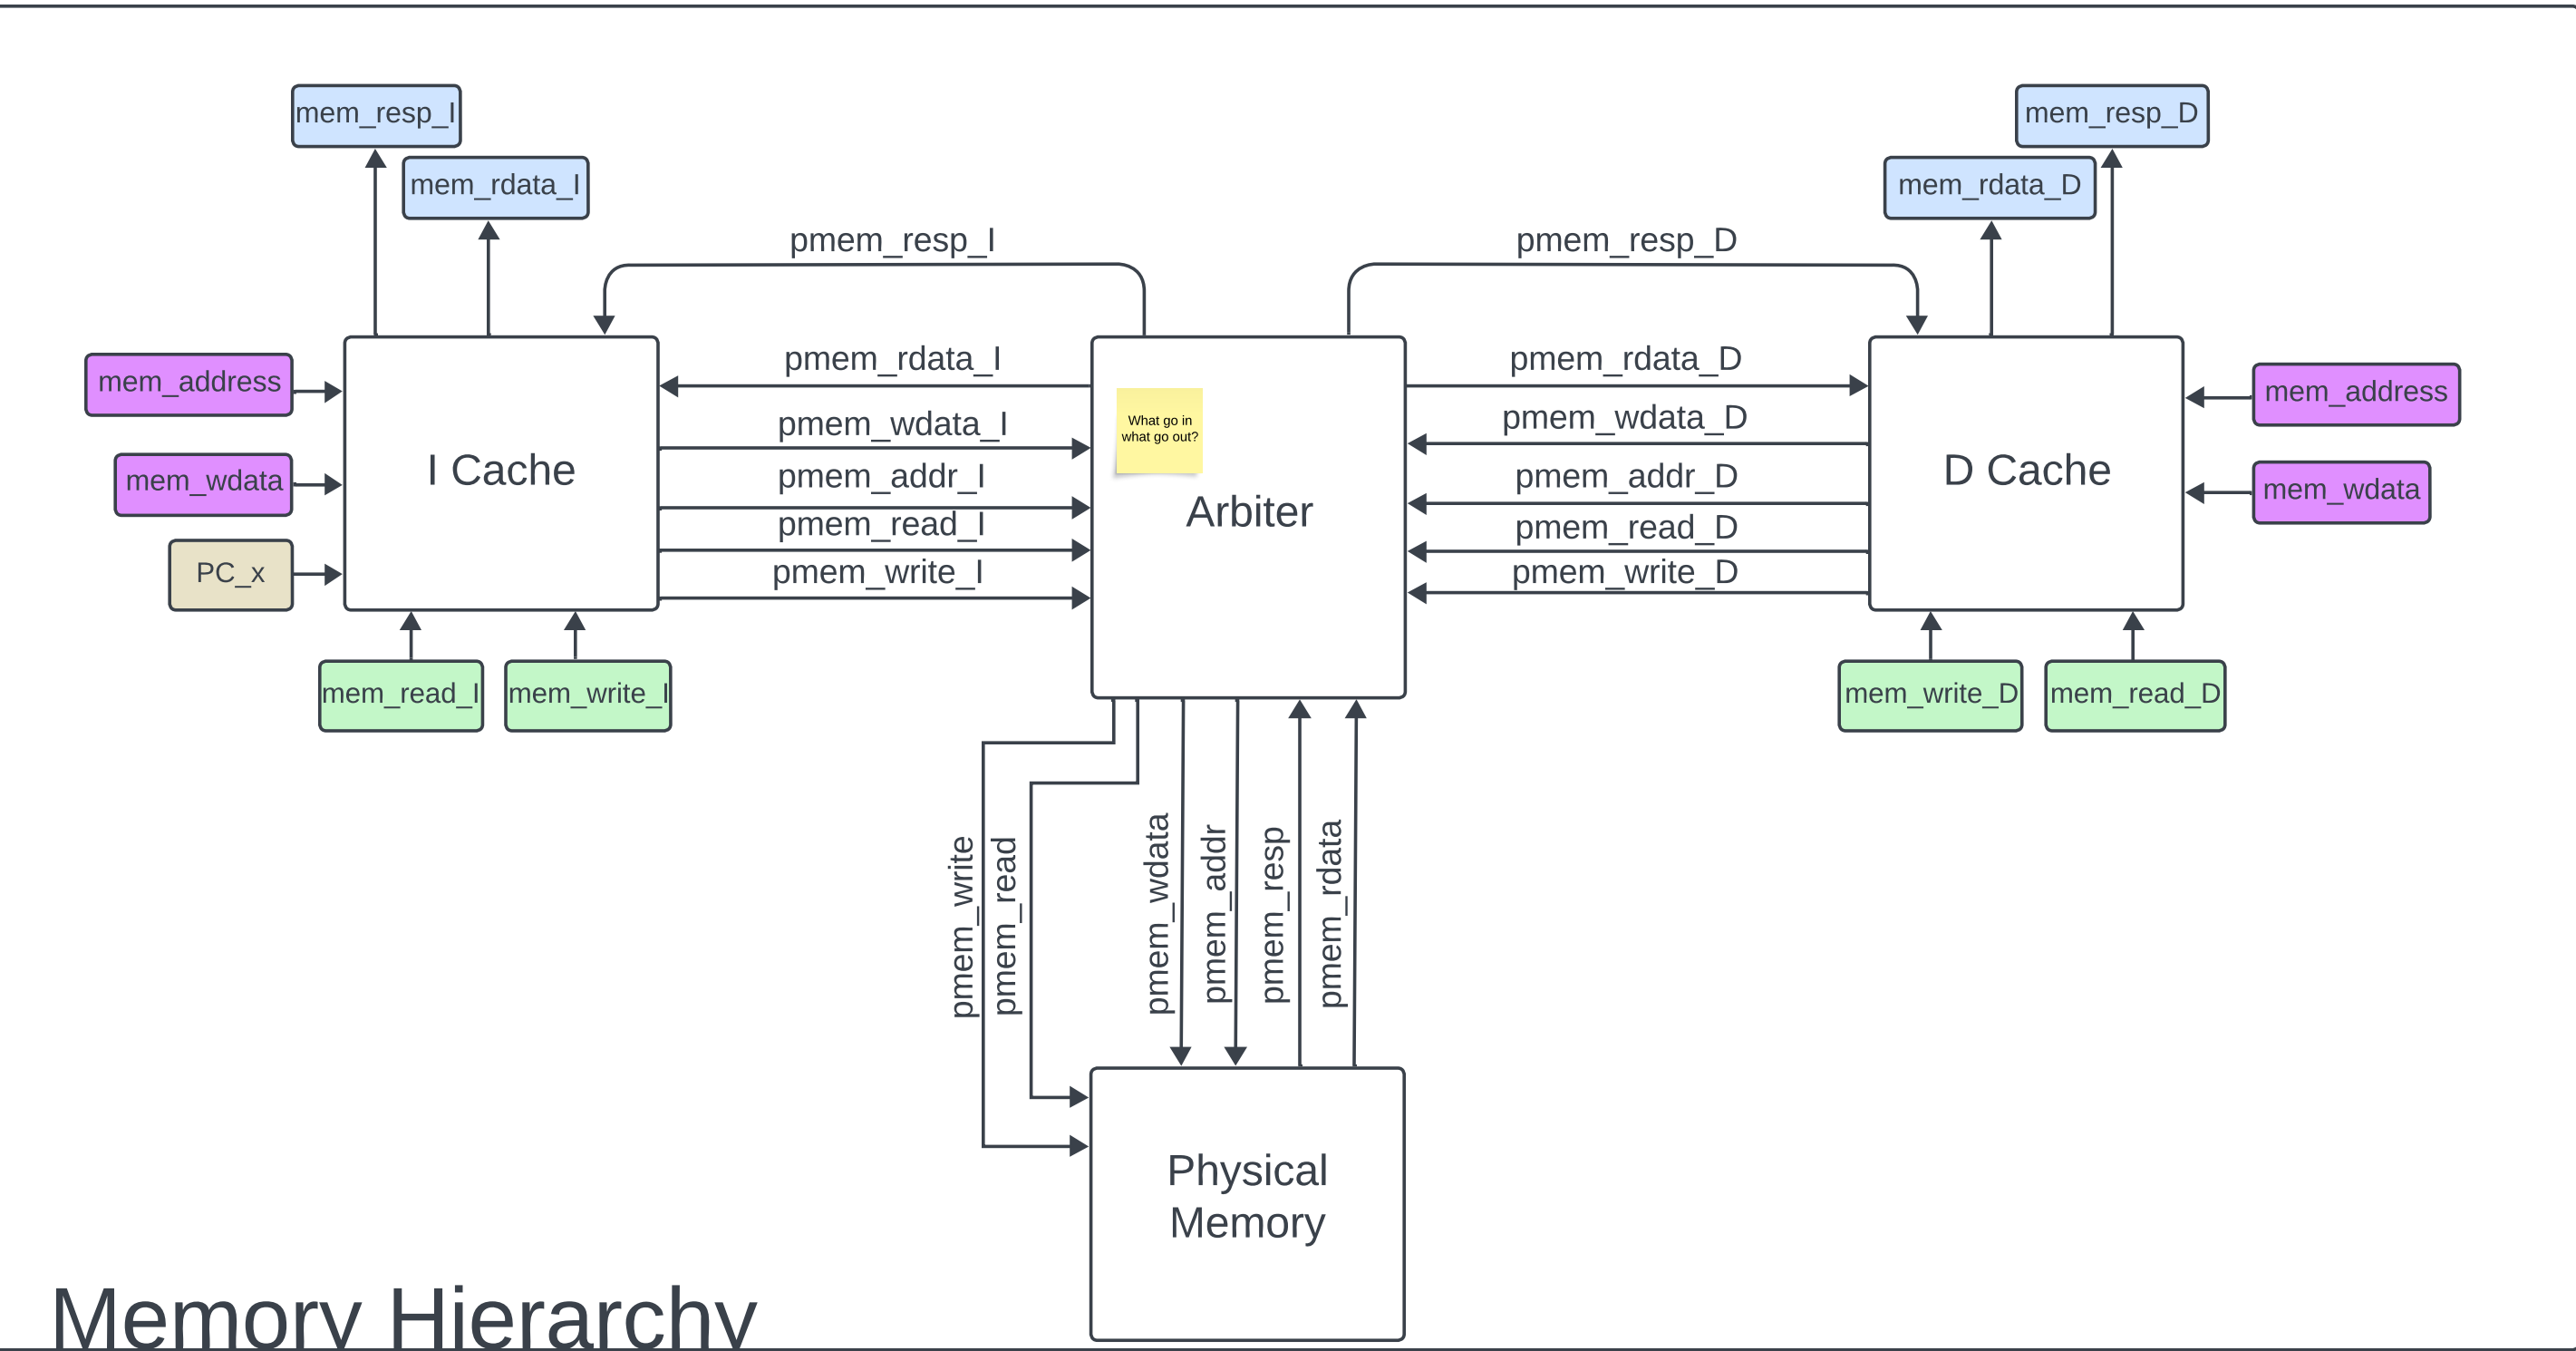 mem_resp_I
mem_resp_D
mem_rdata_I
mem_rdata_D
pmem_resp_I
pmem_resp_D
pmem_rdata_I
pmem_rdata_D
mem_address
mem_address
What go in
what go out?
pmem_wdata_I
pmem_wdata_D
I Cache
D Cache
pmem_addr_I
pmem_addr_D
mem_wdata
mem_wdata
Arbiter
pmem_read_I
pmem_read_D
PC_x
pmem_write_I
pmem_write_D
mem_read_I
mem_write_I
mem_write_D
mem_read_D
pmem_write
pmem_read
pmem_wdata
pmem_addr
pmem_resp
pmem_rdata
Physical
Memory
Memory Hierarchy